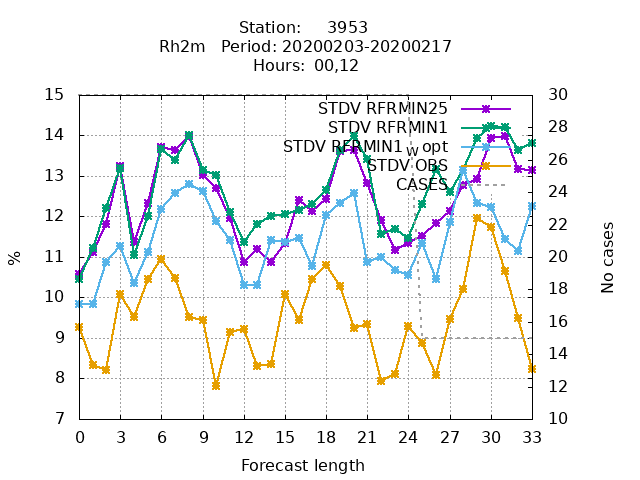 Station: 3953
Rh2m Period: 20200203-20200217
Hours: 00,12
STDV RFRMIN25
STDV RFRMIN1
STDV RFRMIN1_W opt
STDV OBS
CASES
15
14
13
12
11
10
9
8
7
%
30
28
26
24
22
20
18
16
14
12
10
No cases
0 3 6 9 12 15 18 21 24 27 30 33
Forecast length